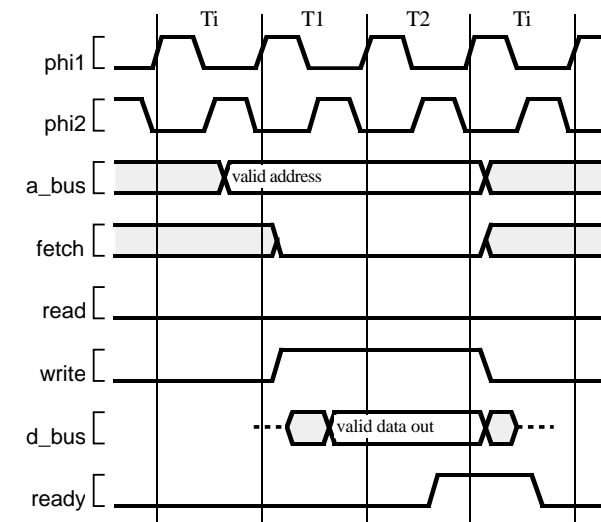 Ti T1 T2 Ti
phi1
phi2
a_bus valid address
fetch
read
write
d_bus valid data out
ready